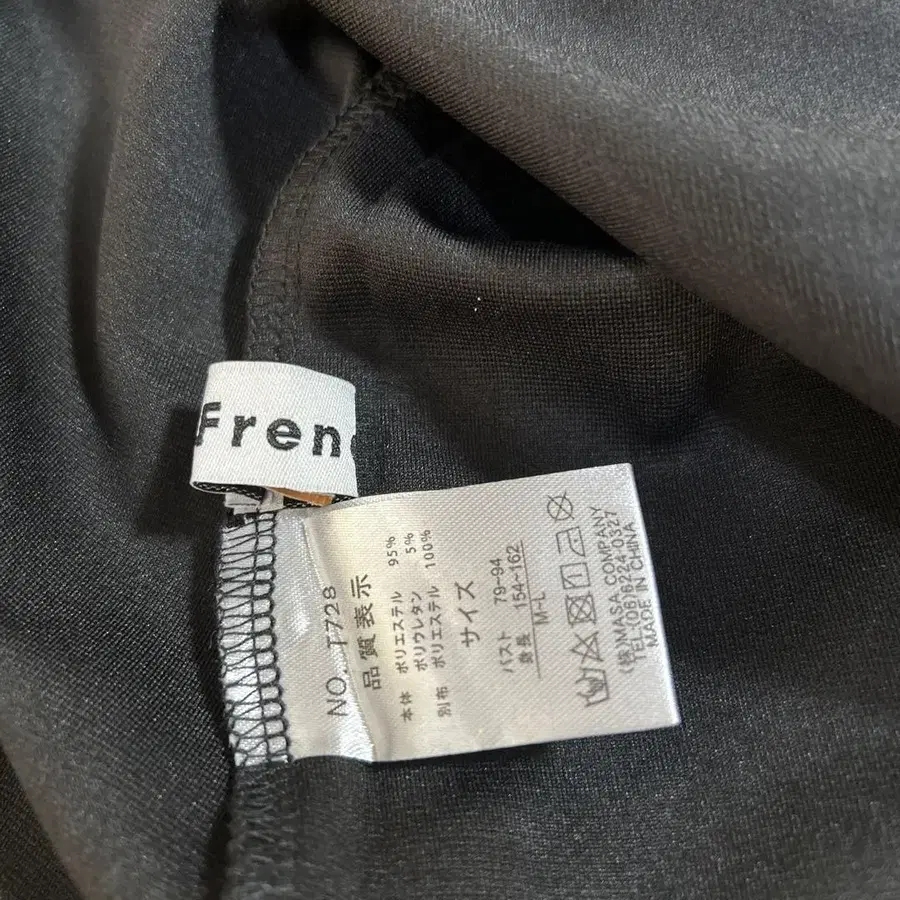 Fren
NO. T728
品質表示
本体 ポリエステル 95%
ポリウレタン 5%
別布 ポリエステル 100%
サイズ
バスト 79~94
身長 154~162
M~L
(株)AMASA COMPANY
TEL(06)6224-0327
MADE IN CHINA